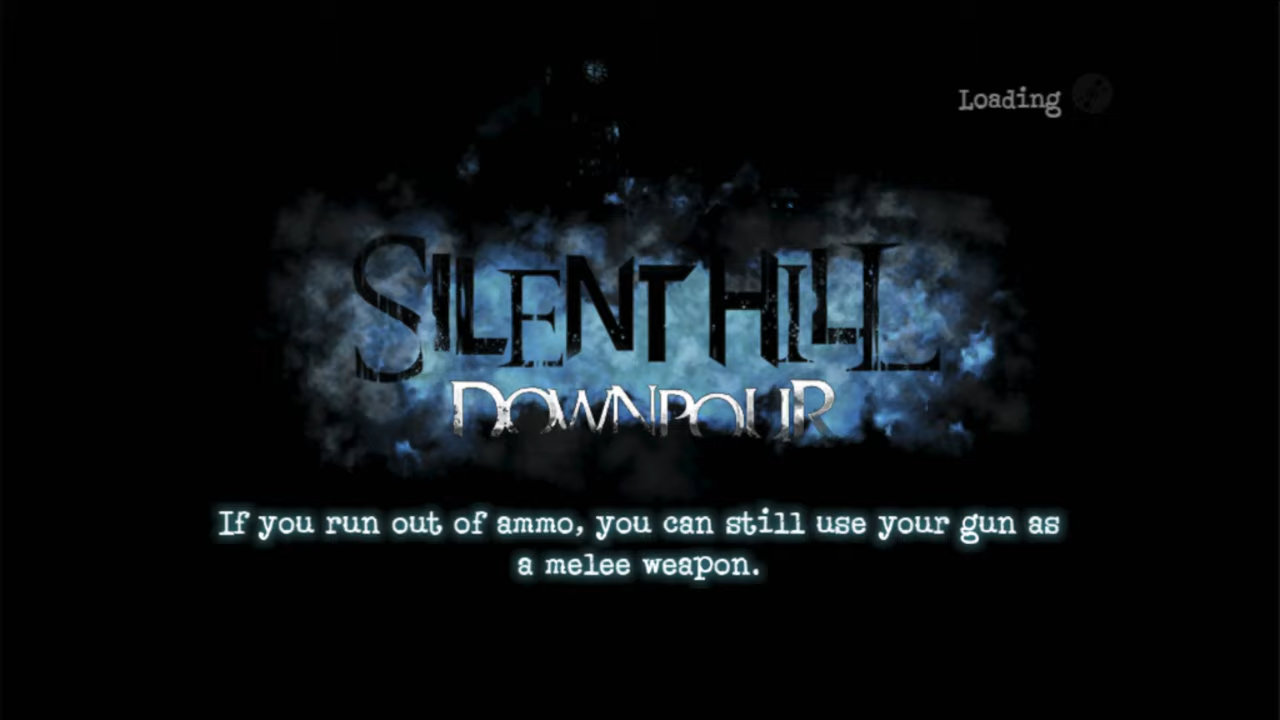 Loading
SILENT HILL
DOWNPOUR
If you run out of ammo, you can still use your gun as
a melee weapon.